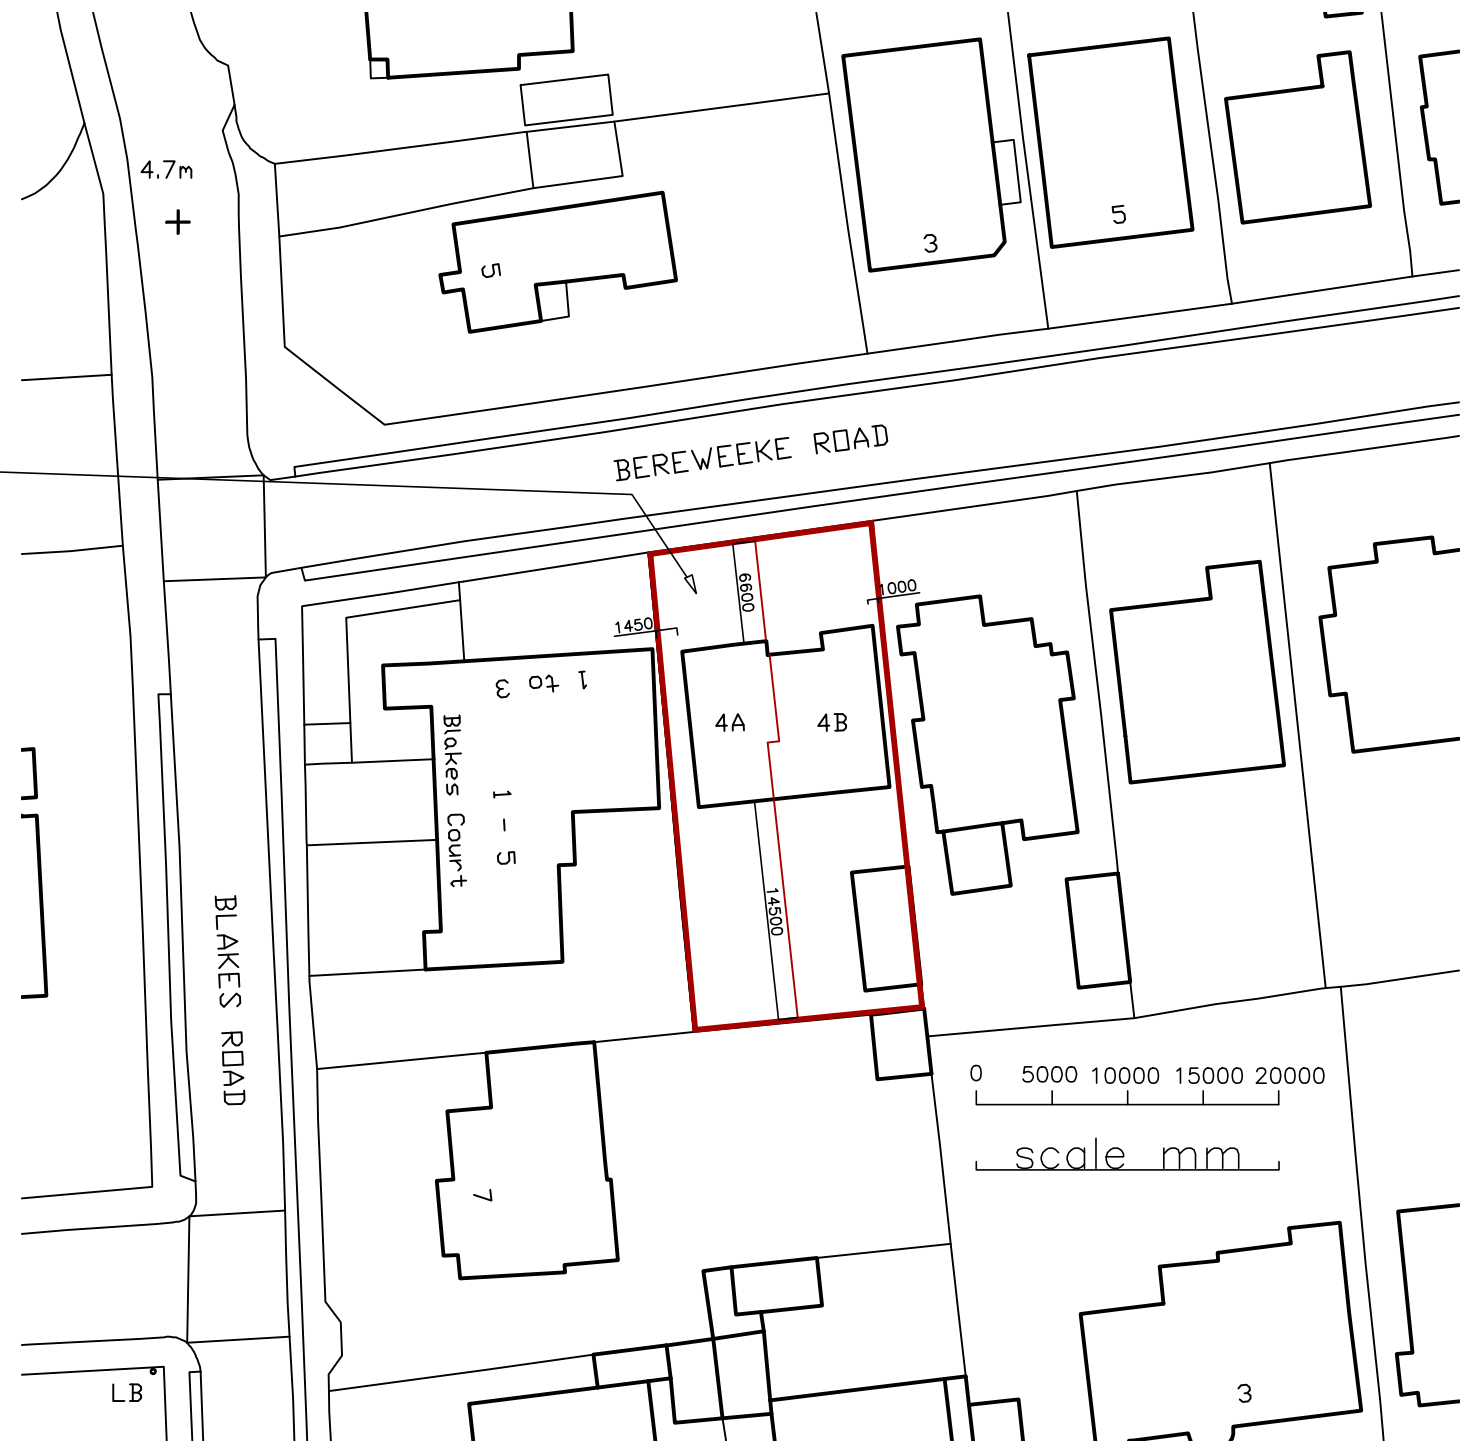 4.7m
5
3
5
BEREWEEKE ROAD
6600
1000
1450
1 to 3
4A
4B
Blakes Court
1 - 5
14500
BLAKES ROAD
0 5000 10000 15000 20000
scale mm
7
LB
3